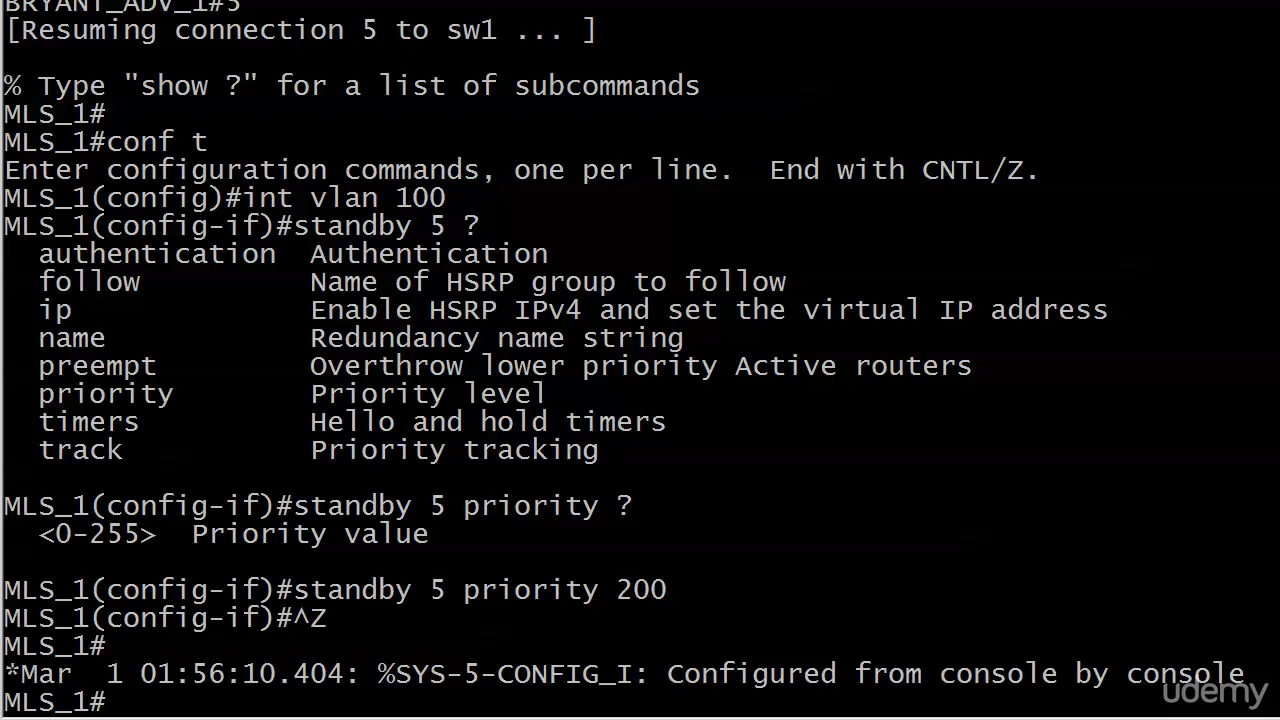 BRYANT_ADV_1#5
[Resuming connection 5 to sw1 ... ]
% Type "show ?" for a list of subcommands
MLS_1#
MLS_1#conf t
Enter configuration commands, one per line.  End with CNTL/Z.
MLS_1(config)#int vlan 100
MLS_1(config-if)#standby 5 ?
  authentication  Authentication
  follow          Name of HSRP group to follow
  ip              Enable HSRP IPv4 and set the virtual IP address
  name            Redundancy name string
  preempt         Overthrow lower priority Active routers
  priority        Priority level
  timers          Hello and hold timers
  track           Priority tracking
MLS_1(config-if)#standby 5 priority ?
  <0-255>  Priority value
MLS_1(config-if)#standby 5 priority 200
MLS_1(config-if)#^Z
MLS_1#
*Mar  1 01:56:10.404: %SYS-5-CONFIG_I: Configured from console by console
MLS_1#
udemy